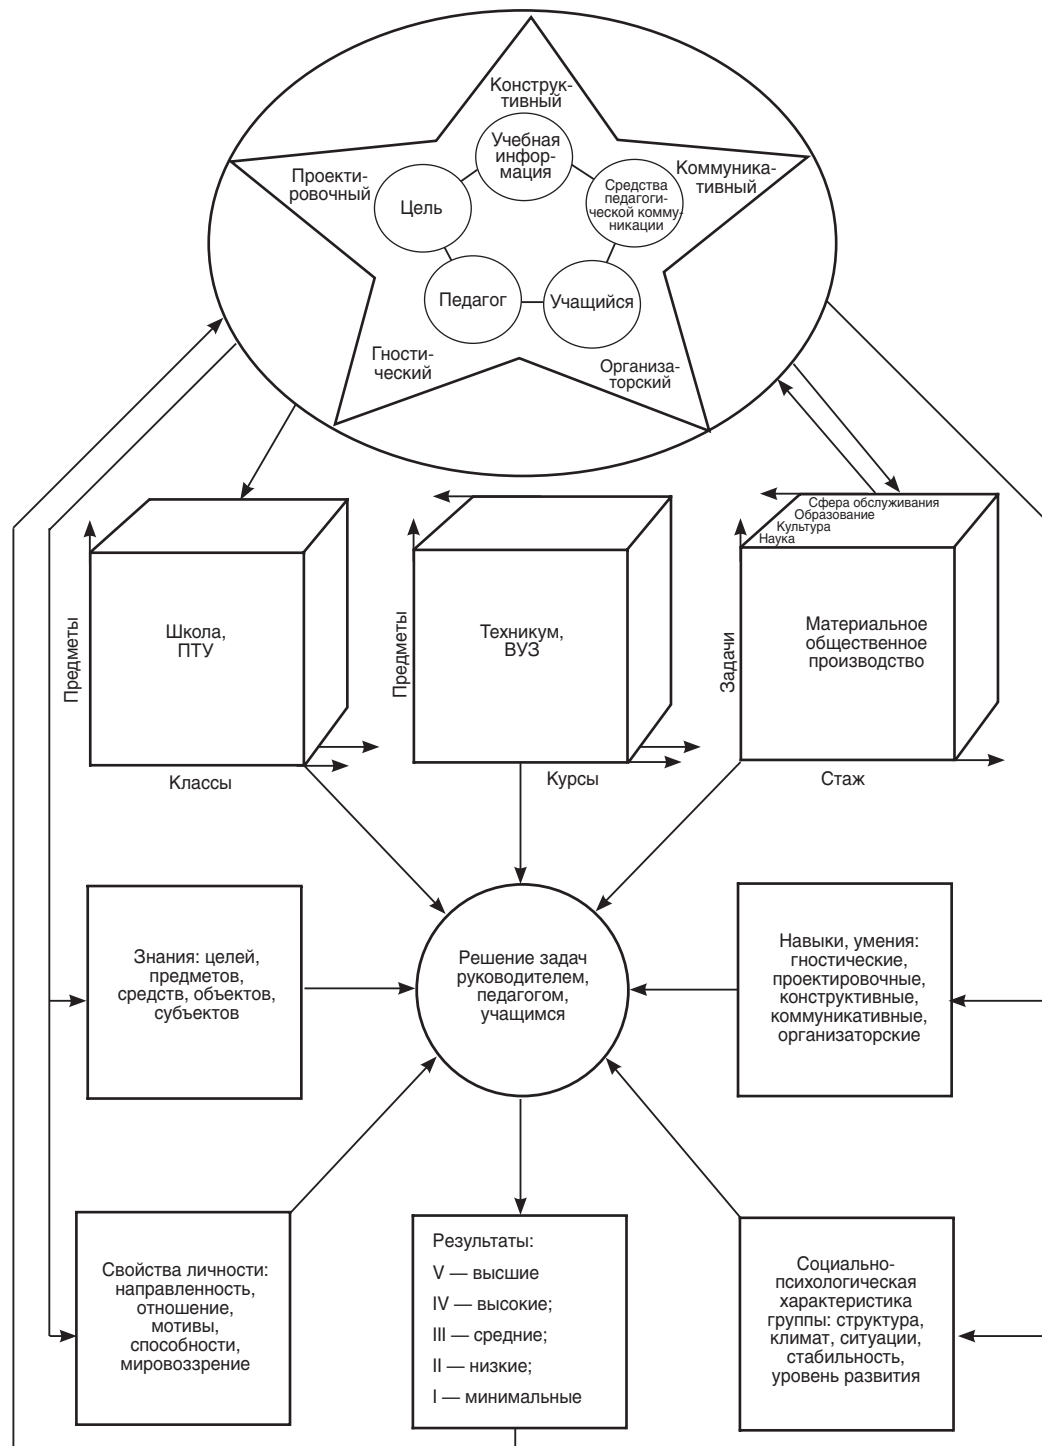 Конструк-
тивный
Учебная
инфор-
мация
Проекти-
ровочный
Коммуника-
тивный
Цель
Средства
педагоги-
ческой комму-
никации
Педагог
Учащийся
Гности-
ческий
Организа-
торский
Предметы
Школа,
ПТУ
Классы
Предметы
Техникум,
ВУЗ
Курсы
Сфера обслуживания
Образование
Культура
Наука
Задачи
Материальное
общественное
производство
Стаж
Знания: целей,
предметов,
средств, объектов,
субъектов
Решение задач
руководителем,
педагогом,
учащимся
Навыки, умения:
гностические,
проектировочные,
конструктивные,
коммуникативные,
организаторские
Свойства личности:
направленность,
отношение,
мотивы,
способности,
мировоззрение
Результаты:
V — высшие
IV — высокие;
III — средние;
II — низкие;
I — минимальные
Социально-
психологическая
характеристика
группы: структура,
климат, ситуации,
стабильность,
уровень развития